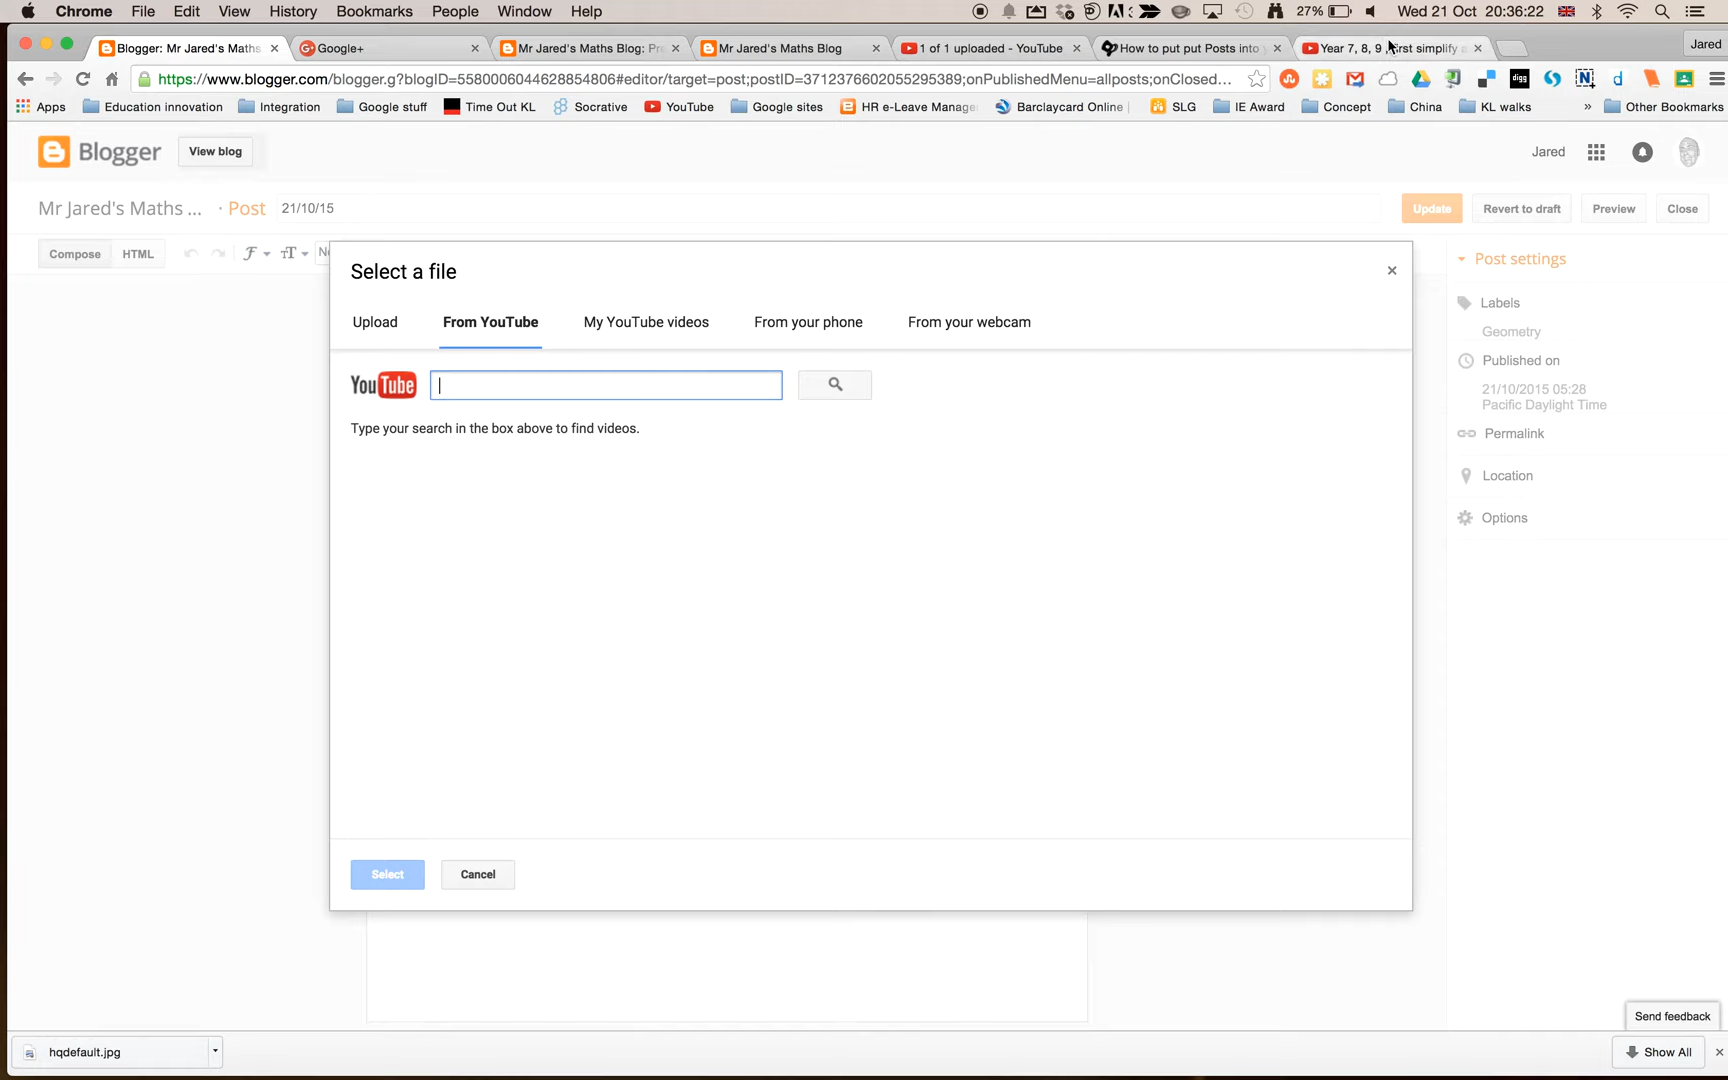 Chrome File Edit View History Bookmarks People Window Help 27% Wed 21 Oct 20:36:22
Blogger: Mr Jared's Maths Google+ Mr Jared's Maths Blog: Pre Mr Jared's Maths Blog 1 of 1 uploaded - YouTube How to put put Posts into Year 7, 8, 9 first simplify Jared
https://www.blogger.com/blogger.g?blogID=5580006044628854806#editor/target=post;postID=3712376602055295389;onPublishedMenu=allposts;onClosed...
Apps Education innovation Integration Google stuff Time Out KL Socrative YouTube Google sites HR e-Leave Manage Barclaycard Online SLG IE Award Concept China KL walks » Other Bookmarks
Blogger View blog Jared
Mr Jared's Maths ... · Post 21/10/15 Update Revert to draft Preview Close
Compose HTML
Select a file
Upload From YouTube My YouTube videos From your phone From your webcam
YouTube
Type your search in the box above to find videos.
Select Cancel
Post settings
Labels
Geometry
Published on
21/10/2015 05:28
Pacific Daylight Time
Permalink
Location
Options
Send feedback
hqdefault.jpg Show All